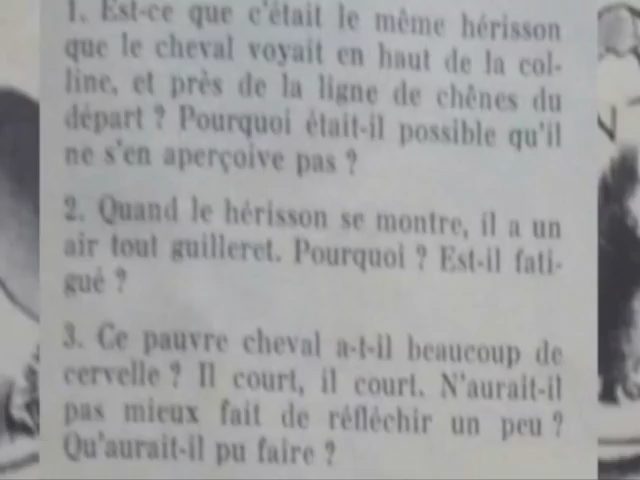 1. Est-ce que c'était le même hérisson
que le cheval voyait en haut de la col-
line, et près de la ligne de chênes du
départ ? Pourquoi était-il possible qu'il
ne s'en aperçoive pas ?
2. Quand le hérisson se montre, il a un
air tout guilleret. Pourquoi ? Est-il fati-
gué ?
3. Ce pauvre cheval a-t-il beaucoup de
cervelle ? Il court, il court. N'aurait-il
pas mieux fait de réfléchir un peu ?
Qu'aurait-il pu faire ?